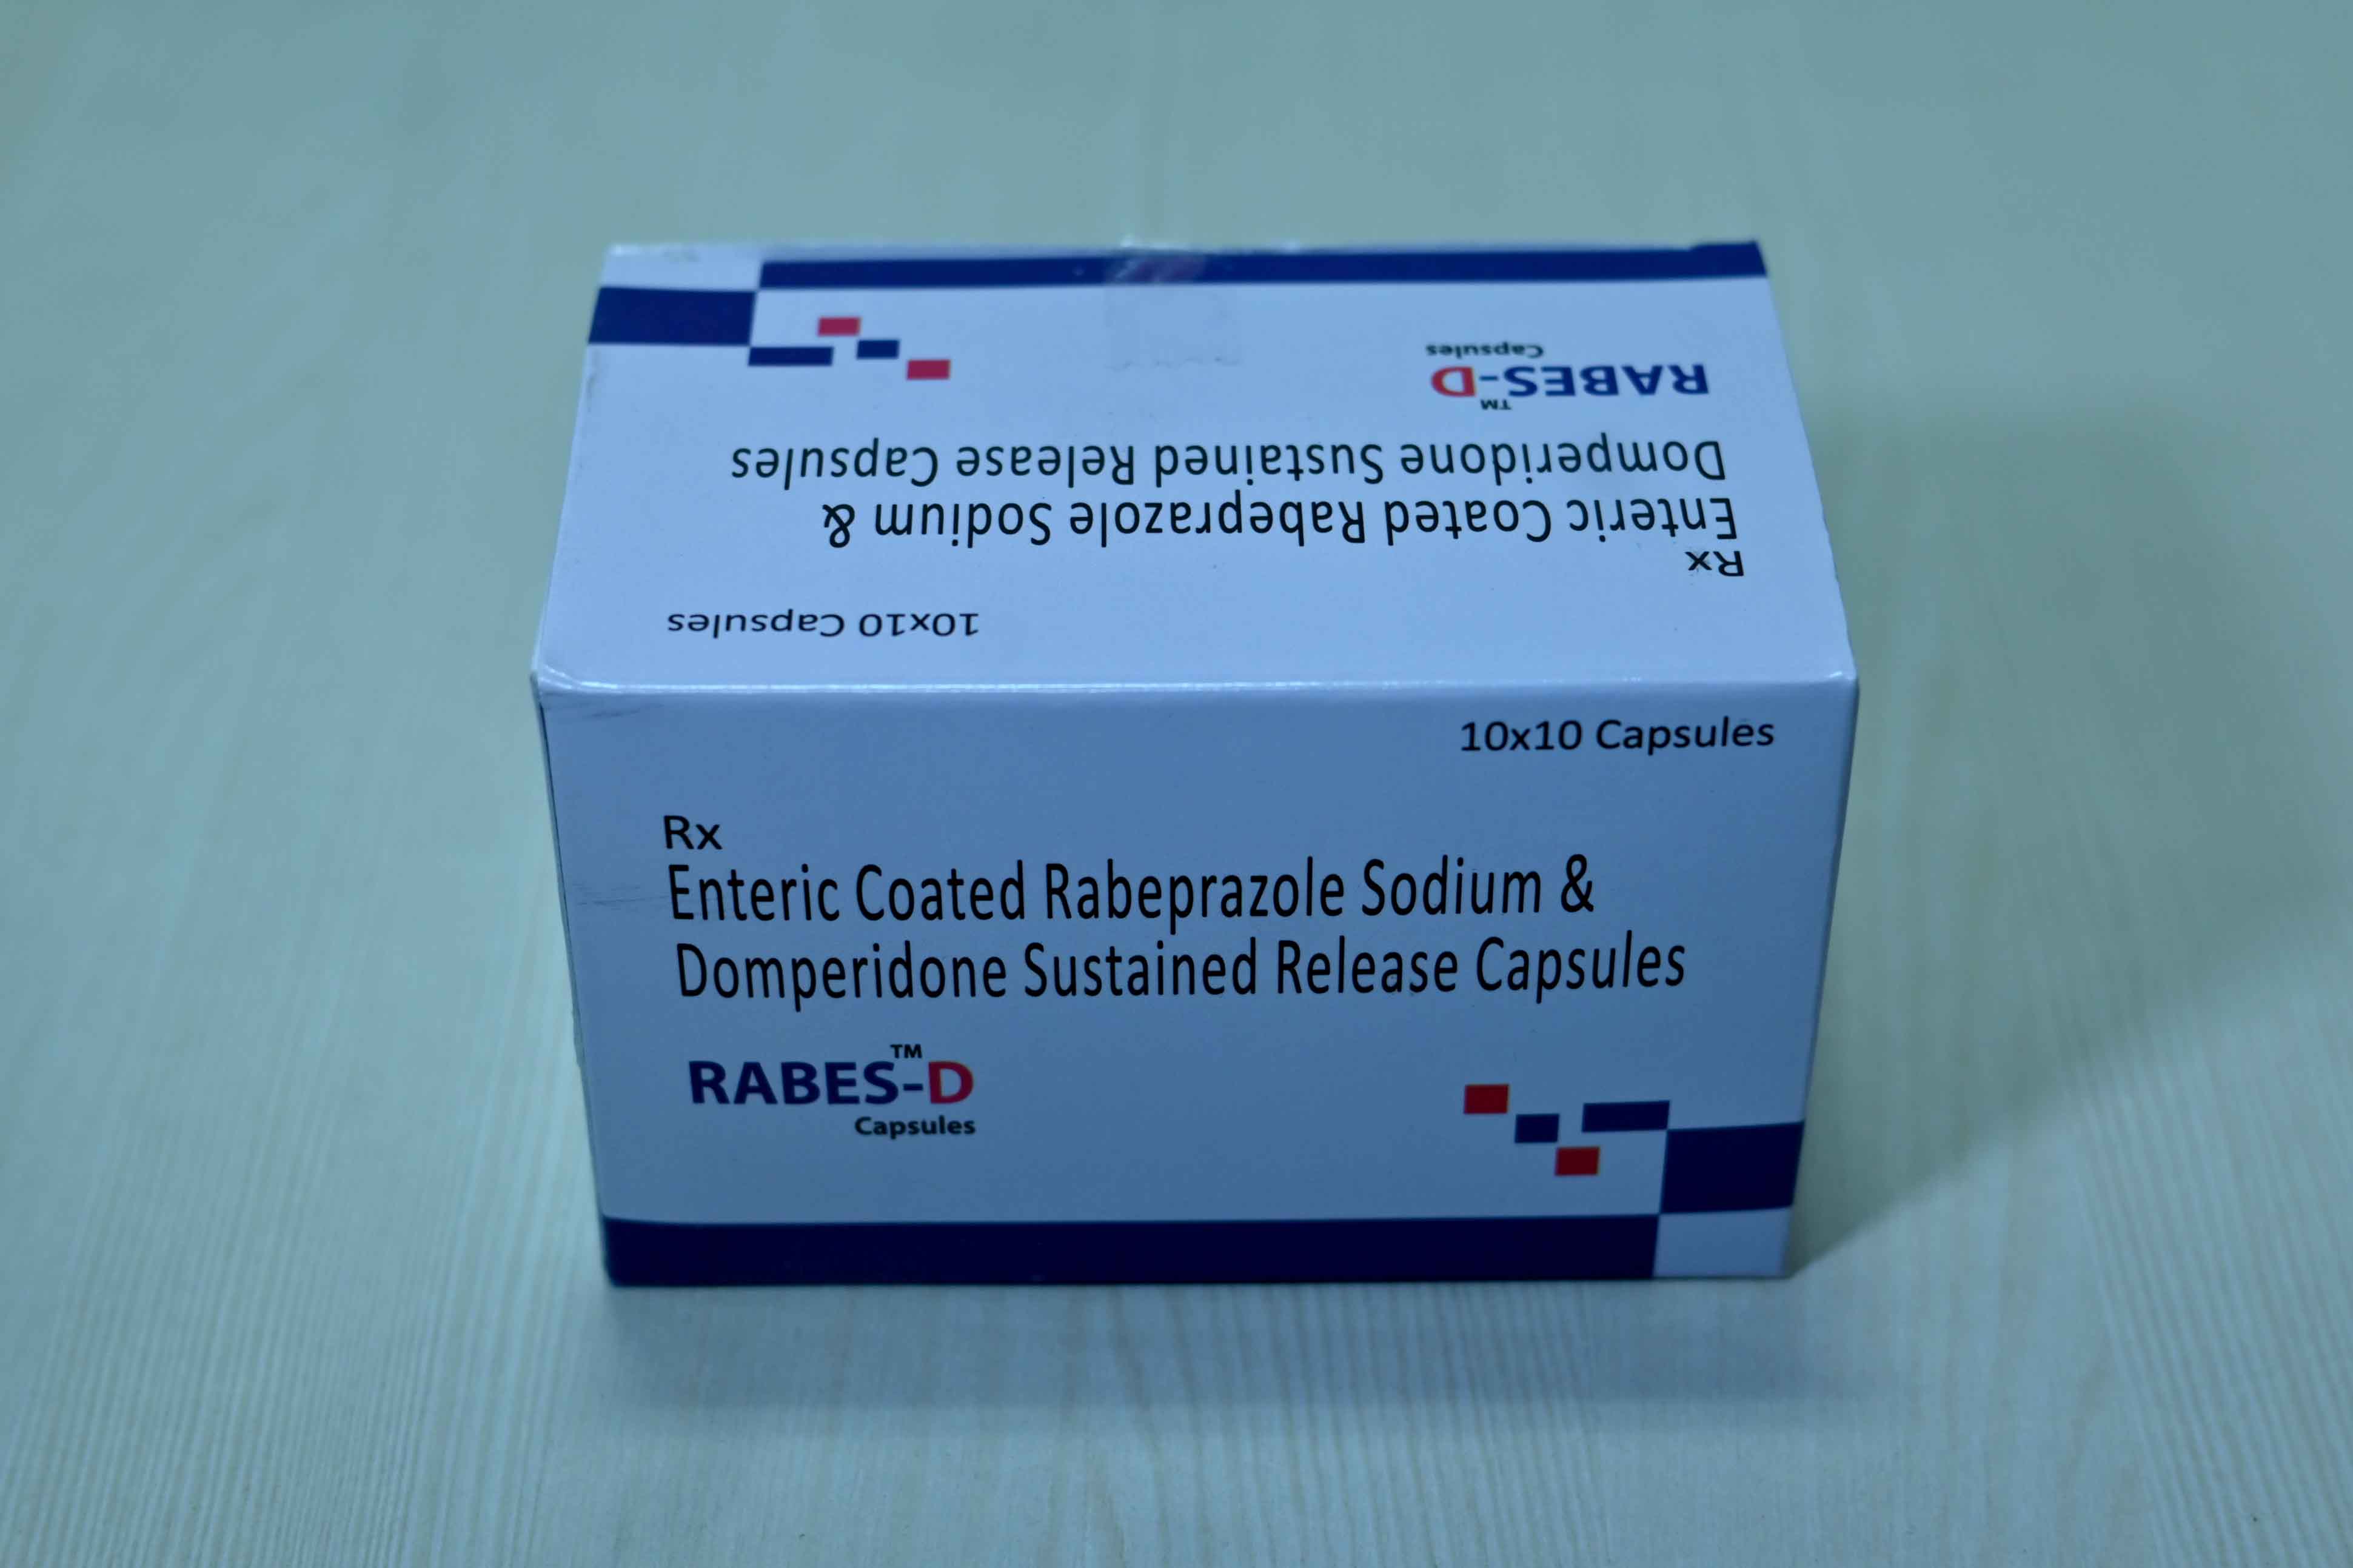 RABES-D
TM
Capsules
Enteric Coated Rabeprazole Sodium &
Domperidone Sustained Release Capsules
Rx
10x10 Capsules
10x10 Capsules
Rx
Enteric Coated Rabeprazole Sodium &
Domperidone Sustained Release Capsules
RABES-D
TM
Capsules